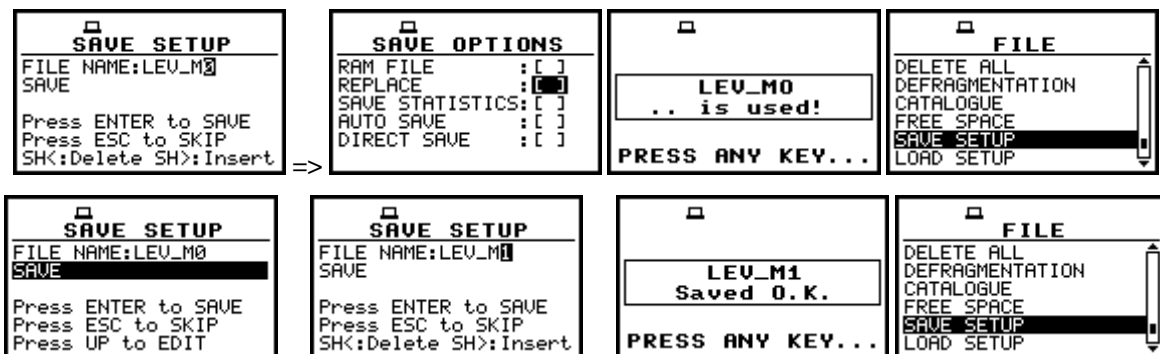 SAVE SETUP
FILE NAME:LEV_M0
SAVE
Press ENTER to SAVE
Press ESC to SKIP
SH<:Delete SH>:Insert
=>
SAVE OPTIONS
RAM FILE :[ ]
REPLACE :[ ]
SAVE STATISTICS:[ ]
AUTO SAVE :[ ]
DIRECT SAVE :[ ]
LEV_M0
.. is used!
PRESS ANY KEY...
FILE
DELETE ALL
DEFRAGMENTATION
CATALOGUE
FREE SPACE
SAVE SETUP
LOAD SETUP
SAVE SETUP
FILE NAME:LEV_M0
SAVE
Press ENTER to SAVE
Press ESC to SKIP
Press UP to EDIT
SAVE SETUP
FILE NAME:LEV_M1
SAVE
Press ENTER to SAVE
Press ESC to SKIP
SH<:Delete SH>:Insert
LEV_M1
Saved O.K.
PRESS ANY KEY...
FILE
DELETE ALL
DEFRAGMENTATION
CATALOGUE
FREE SPACE
SAVE SETUP
LOAD SETUP